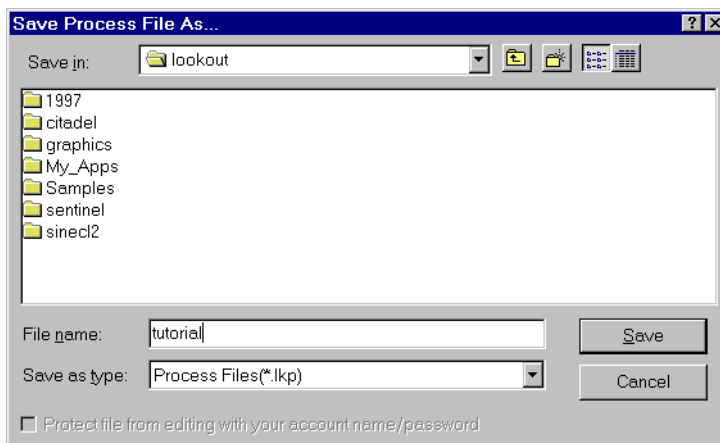 Save Process File As...
Save in: lookout
1997
citadel
graphics
My_Apps
Samples
sentinel
sinecl2
File name: tutorial Save
Save as type: Process Files(*.lkp) Cancel
Protect file from editing with your account name/password